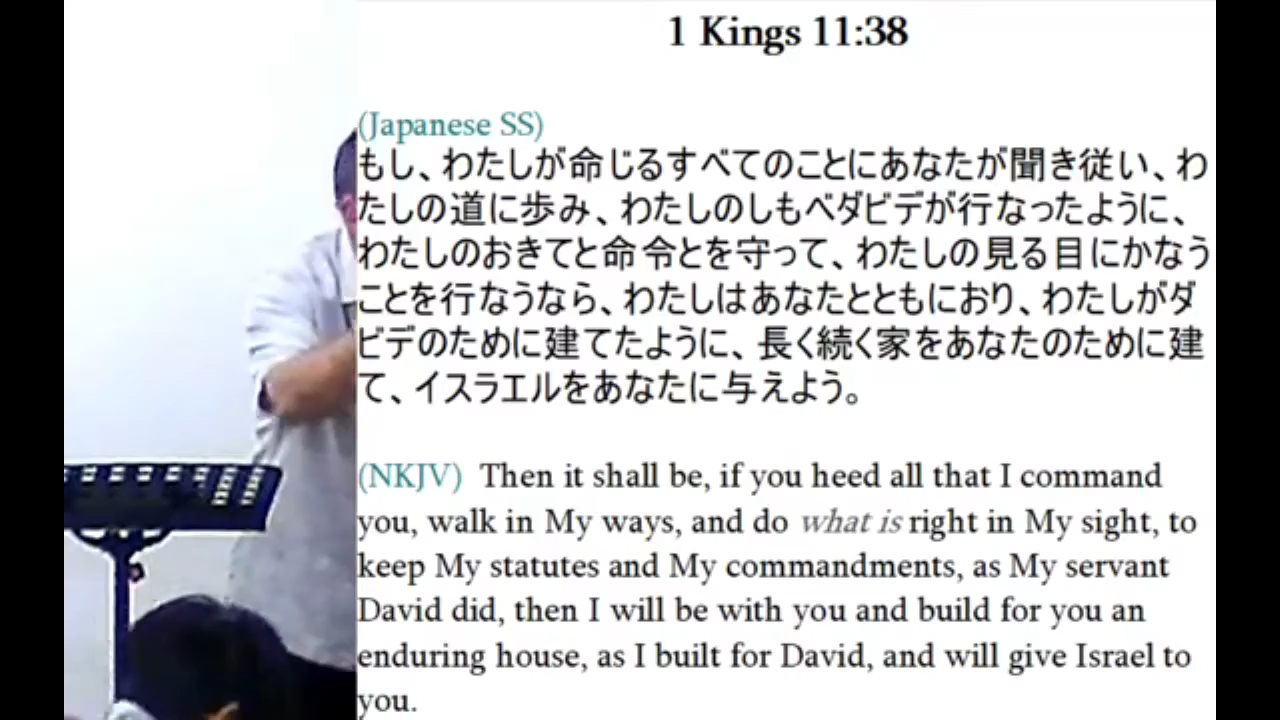 1 Kings 11:38
(Japanese SS)
もし、わたしが命じるすべてのことにあなたが聞き従い、わ
たしの道に歩み、わたしのしもべダビデが行なったように、
わたしのおきてと命令とを守って、わたしの見る目にかなう
ことを行なうなら、わたしはあなたとともにおり、わたしがダ
ビデのために建てたように、長く続く家をあなたのために建
て、イスラエルをあなたに与えよう。
(NKJV) Then it shall be, if you heed all that I command
you, walk in My ways, and do what is right in My sight, to
keep My statutes and My commandments, as My servant
David did, then I will be with you and build for you an
enduring house, as I built for David, and will give Israel to
you.